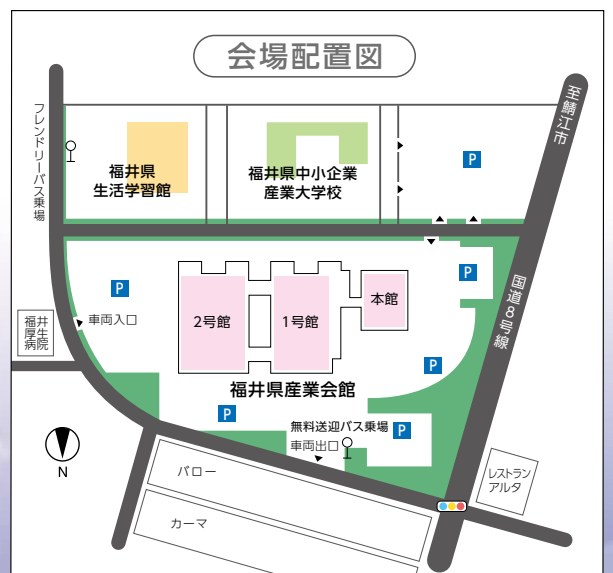 会場配置図
至鯖江市
フレンドリーバス乗場
福井県
生活学習館
福井県中小企業
産業大学校
P
国道8号線
P
P
車両入口
福井
厚生
病院
2号館
1号館
本館
P
福井県産業会館
P
無料送迎バス乗場
P
車両出口
N
バロー
レストラン
アルタ
カーマ